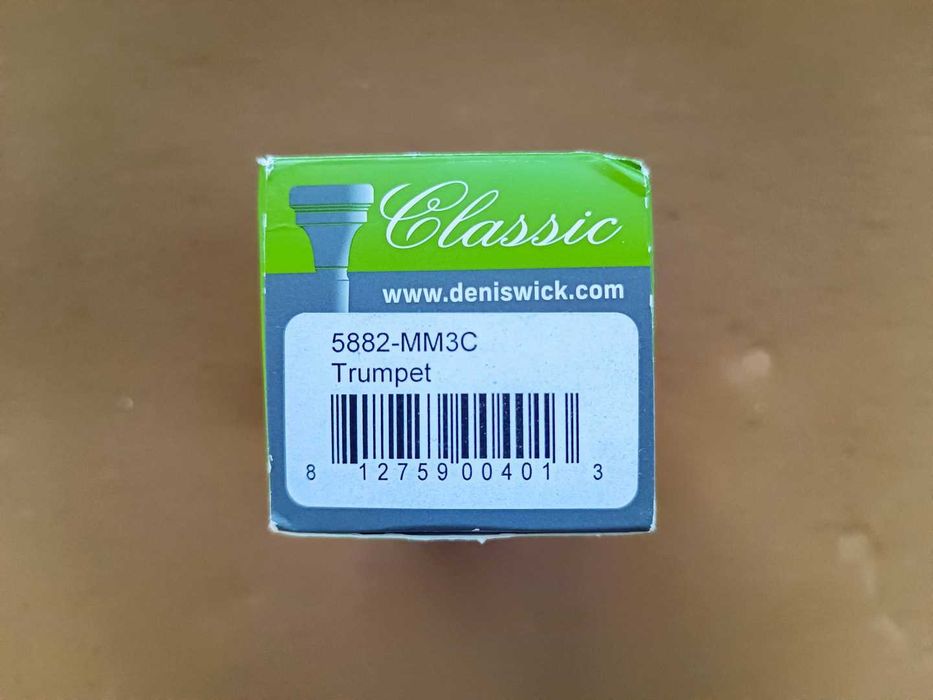 Classic
www.deniswick.com
5882-MM3C
Trumpet
8 12759 00401 3